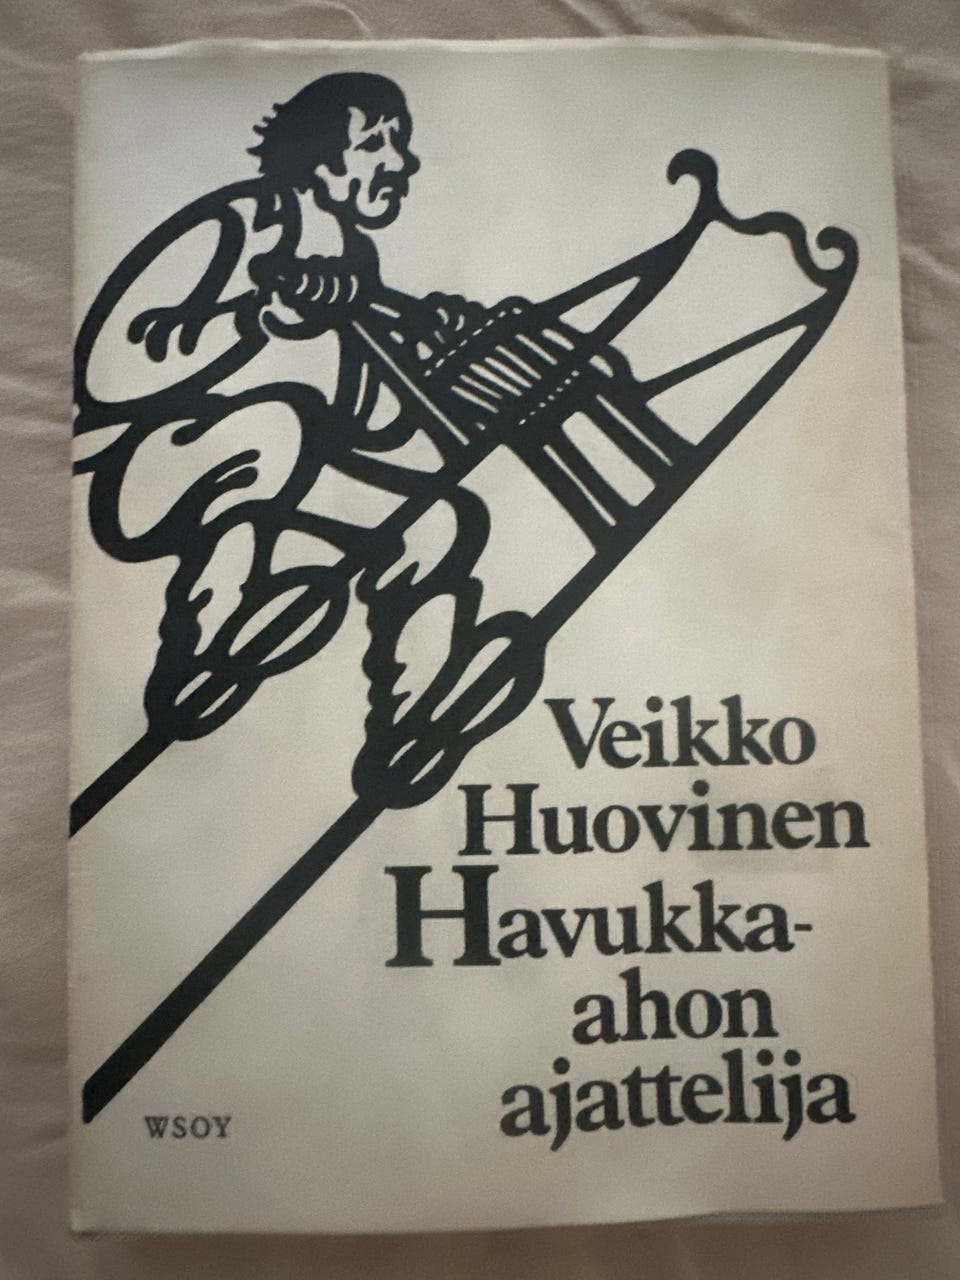 Veikko
Huovinen
Havukka-
ahon
ajattelija
WSOY